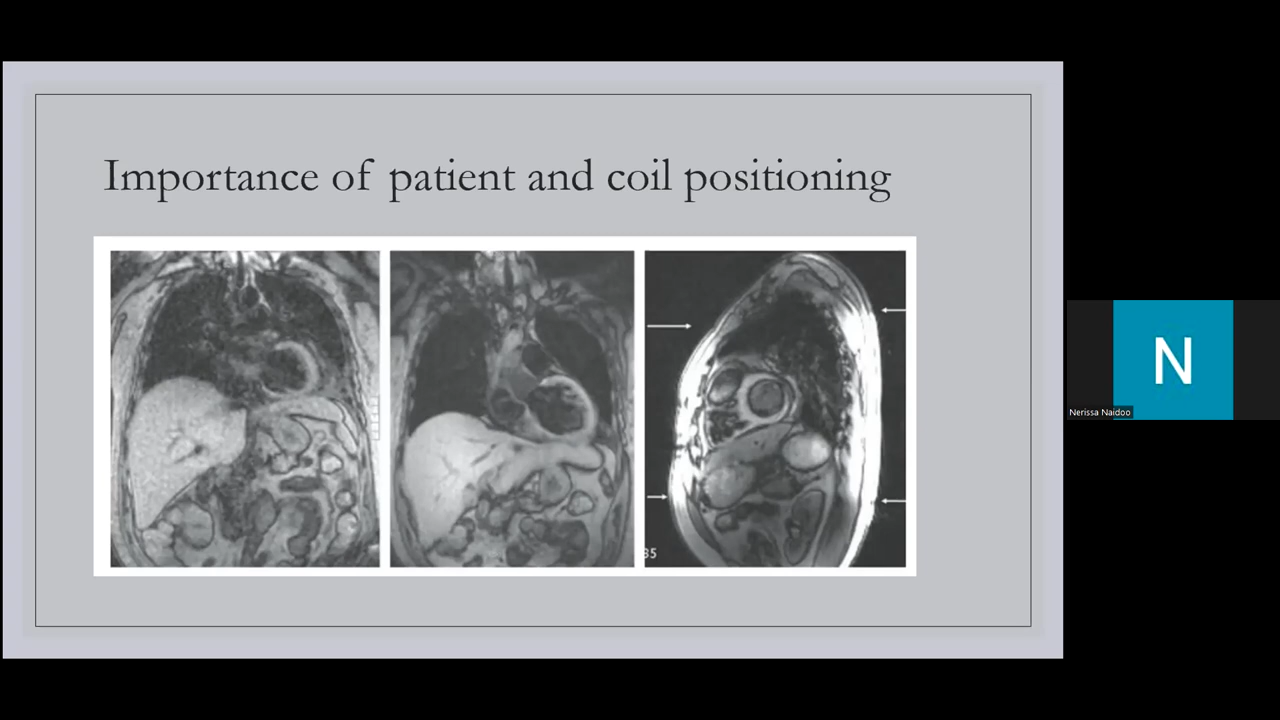 Importance of patient and coil positioning
35
N
Nerissa Naidoo